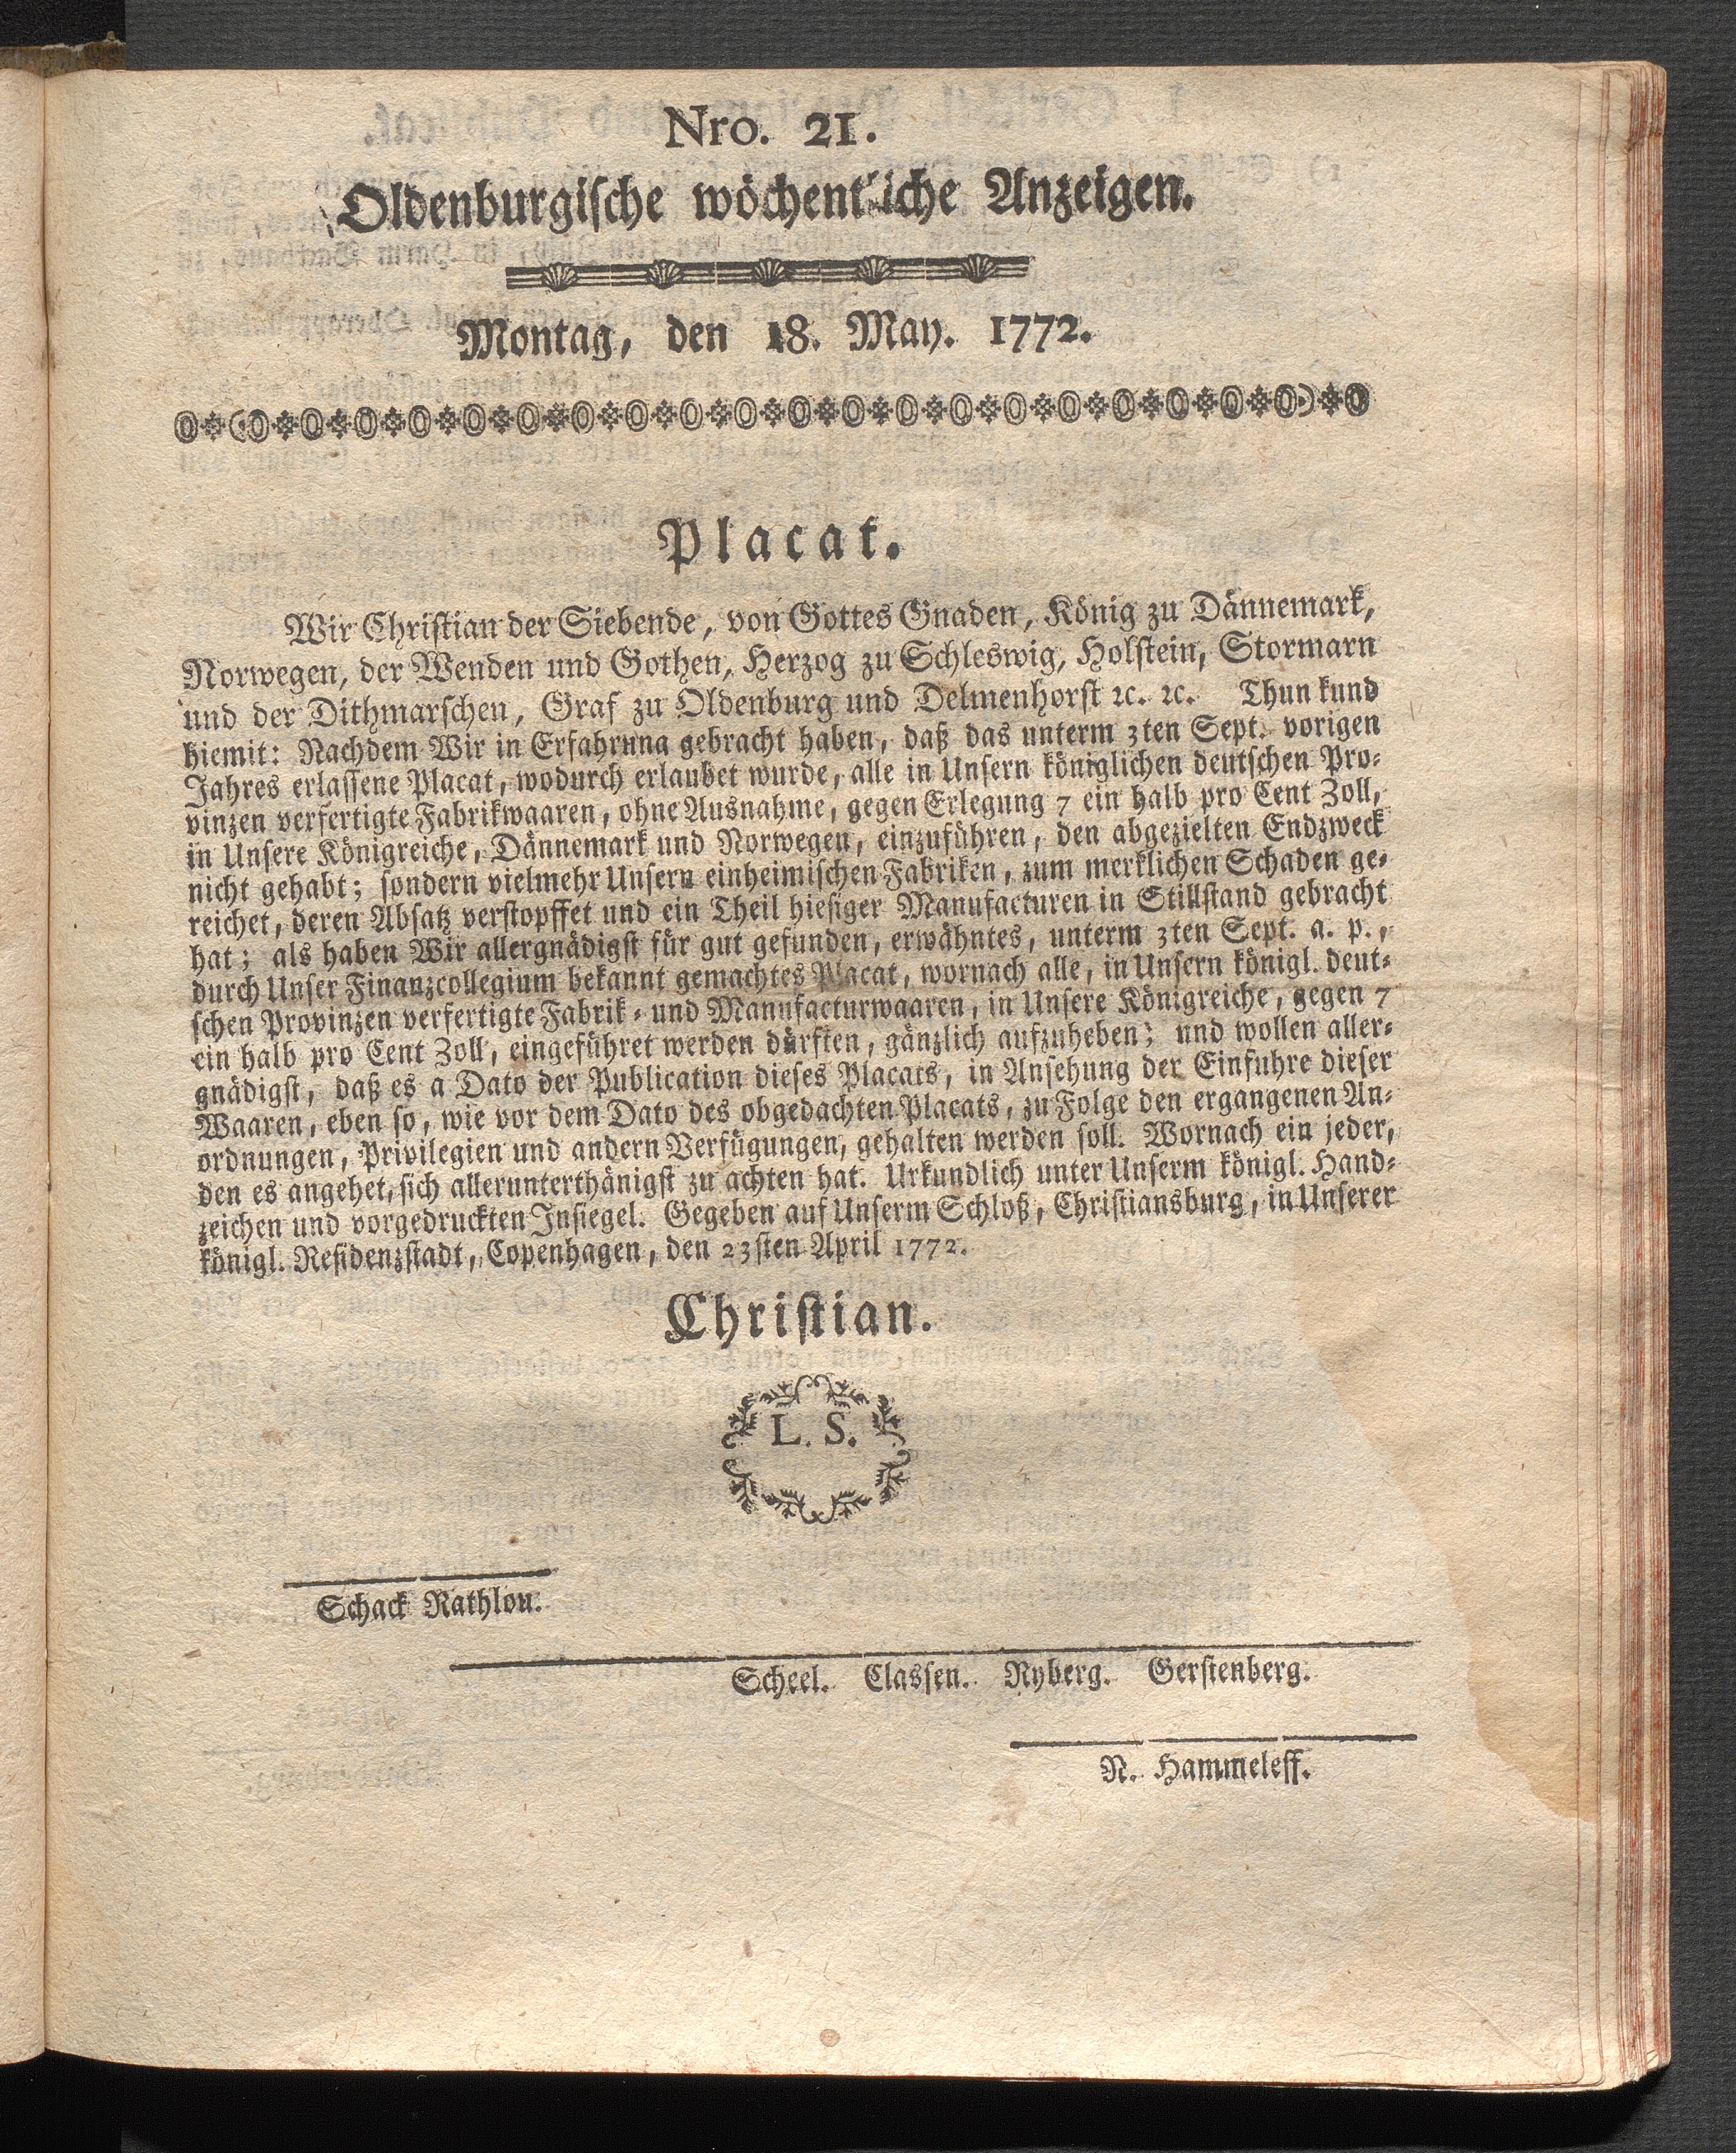 Nro. 21.
Oldenburgische wöchentliche Anzeigen.
Montag, den 18. May. 1772.
Placat.
Wir Christian der Siebende, von Gottes Gnaden, König zu Dännemark,
Norwegen, der Wenden und Gothen, Herzog zu Schleswig, Holstein, Stormarn
und der Dithmarschen, Graf zu Oldenburg und Delmenhorst ꝛc. ꝛc. Thun kund
hiemit: Nachdem Wir in Erfahrung gebracht haben, daß das unterm 3ten Sept. vorigen
Jahres erlassene Placat, wodurch erlaubet wurde, alle in Unsern königlichen deutschen Pro-
vinzen verfertigte Fabrikwaaren, ohne Ausnahme, gegen Erlegung 7 ein halb pro Cent Zoll,
in Unsere Königreiche, Dännemark und Norwegen, einzuführen, den abgezielten Endzweck
nicht gehabt; sondern vielmehr Unsern einheimischen Fabriken, zum merklichen Schaden ge-
reichet, deren Absatz verstopffet und ein Theil hiesiger Manufacturen in Stillstand gebracht
hat; als haben Wir allergnädigst für gut gefunden, erwähntes, unterm 3ten Sept. a. p.,
durch Unser Finanzcollegium bekannt gemachtes Placat, wornach alle, in Unsern königl. deut-
schen Provinzen verfertigte Fabrik- und Manufacturwaaren, in Unsere Königreiche, gegen 7
ein halb pro Cent Zoll, eingeführet werden dürften, gänzlich aufzuheben; und wollen aller-
gnädigst, daß es a Dato der Publication dieses Placats, in Ansehung der Einfuhre dieser
Waaren, eben so, wie vor dem Dato des obgedachten Placats, zu Folge den ergangenen An-
ordnungen, Privilegien und andern Verfügungen, gehalten werden soll. Wornach ein jeder,
den es angehet, sich allerunterthänigst zu achten hat. Urkundlich unter Unserm königl. Hand-
zeichen und vorgedruckten Insiegel. Gegeben auf Unserm Schloß, Christiansburg, in Unserer
königl. Residenzstadt, Copenhagen, den 23sten April 1772.
Christian.
L. S.
Schack Rathlou.
Scheel. Classen. Ryberg. Gerstenberg.
N. Hammeleff.